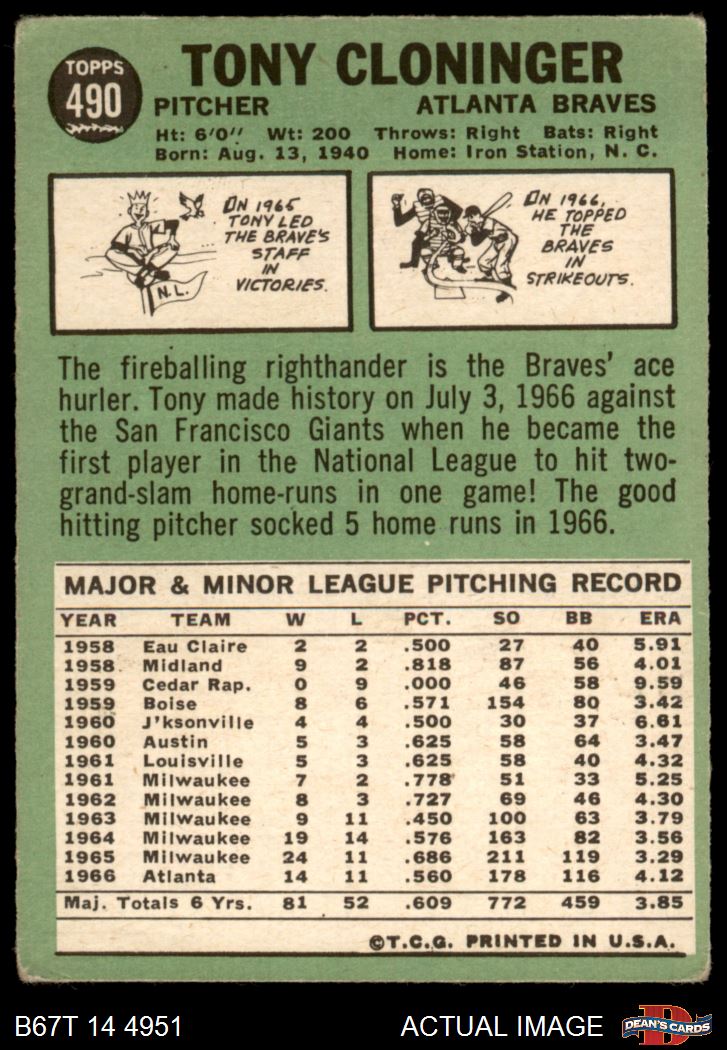 TOPPS
490
TONY CLONINGER
PITCHER ATLANTA BRAVES
Ht: 6'0" Wt: 200 Throws: Right Bats: Right
Born: Aug. 13, 1940 Home: Iron Station, N. C.
IN 1965
TONY LED
THE BRAVE'S
STAFF
IN
VICTORIES.
N.L.
IN 1966,
HE TOPPED
THE
BRAVES
IN
STRIKEOUTS.
The fireballing righthander is the Braves' ace
hurler. Tony made history on July 3, 1966 against
the San Francisco Giants when he became the
first player in the National League to hit two-
grand-slam home-runs in one game! The good
hitting pitcher socked 5 home runs in 1966.
MAJOR & MINOR LEAGUE PITCHING RECORD
YEAR TEAM W L PCT. SO BB ERA
1958 Eau Claire 2 2 .500 27 40 5.91
1958 Midland 9 2 .818 87 56 4.01
1959 Cedar Rap. 0 9 .000 46 58 9.59
1959 Boise 8 6 .571 154 80 3.42
1960 J'ksonville 4 4 .500 30 37 6.61
1960 Austin 5 3 .625 58 64 3.47
1961 Louisville 5 3 .625 58 40 4.32
1961 Milwaukee 7 2 .778 51 33 5.25
1962 Milwaukee 8 3 .727 69 46 4.30
1963 Milwaukee 9 11 .450 100 63 3.79
1964 Milwaukee 19 14 .576 163 82 3.56
1965 Milwaukee 24 11 .686 211 119 3.29
1966 Atlanta 14 11 .560 178 116 4.12
Maj. Totals 6 Yrs. 81 52 .609 772 459 3.85
©T.C.G. PRINTED IN U.S.A.
B67T 14 4951 ACTUAL IMAGE
D
DEAN'S CARDS